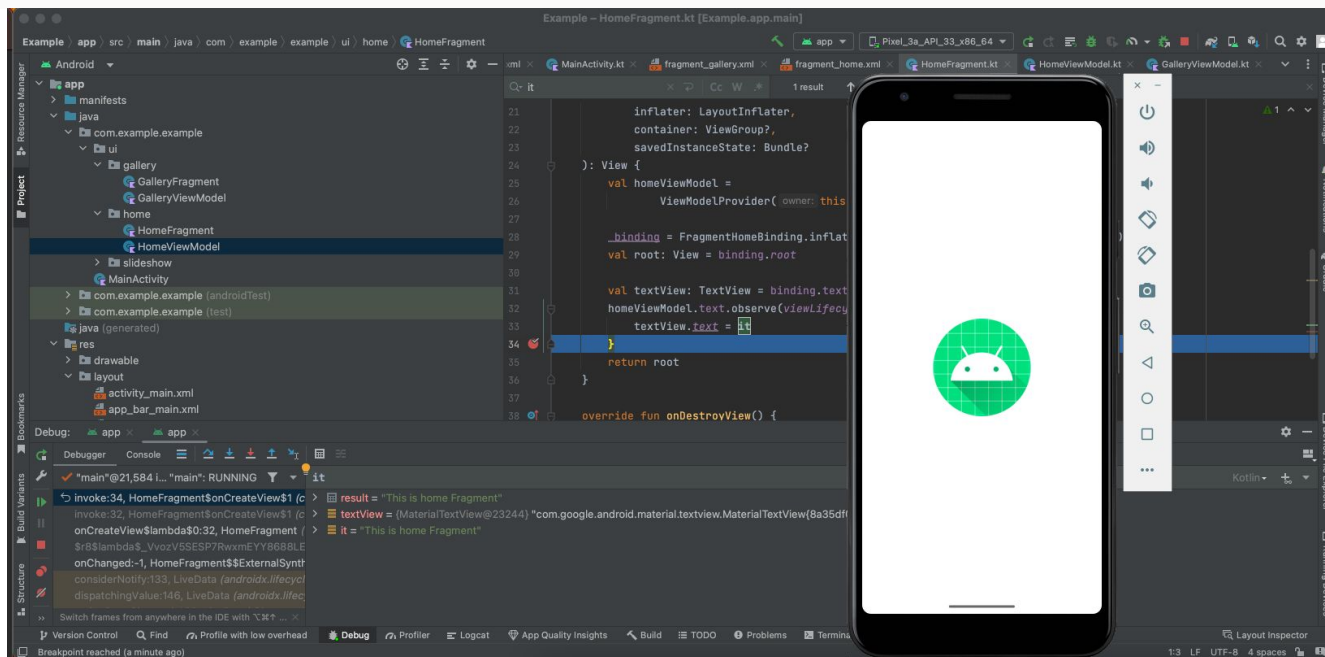 Example – HomeFragment.kt [Example.app.main]
Example app src main java com example example ui home HomeFragment
app Pixel_3a_API_33_x86_64
Android
xml MainActivity.kt fragment_gallery.xml fragment_home.xml HomeFragment.kt HomeViewModel.kt GalleryViewModel.kt
Resource Manager
Project
Bookmarks
Build Variants
Structure
app
manifests
java
com.example.example
ui
gallery
GalleryFragment
GalleryViewModel
home
HomeFragment
HomeViewModel
slideshow
MainActivity
com.example.example (androidTest)
com.example.example (test)
java (generated)
res
drawable
layout
activity_main.xml
app_bar_main.xml
it Cc W .* 1 result
1
21 inflater: LayoutInflater,
22 container: ViewGroup?,
23 savedInstanceState: Bundle?
24 ): View {
25 val homeViewModel =
26 ViewModelProvider( owner: this
27
28 _binding = FragmentHomeBinding.inflat
29 val root: View = binding.root
30
31 val textView: TextView = binding.text
32 homeViewModel.text.observe(viewLifecy
33 textView.text = it
34 }
35 return root
36 }
37
38 override fun onDestroyView() {
Debug: app app
Debugger Console
"main"@21,584 i... "main": RUNNING
it
Kotlin
invoke:34, HomeFragment$onCreateView$1 (c
invoke:32, HomeFragment$onCreateView$1 (c
onCreateView$lambda$0:32, HomeFragment (
$r8$lambda$_VvozV5SESP7RwxmEYY8688LE
onChanged:-1, HomeFragment$$ExternalSynth
considerNotify:133, LiveData (androidx.lifecycl
dispatchingValue:146, LiveData (androidx.lifec
Switch frames from anywhere in the IDE with ⌥⌘↑ ...
result = "This is home Fragment"
textView = {MaterialTextView@23244} "com.google.android.material.textview.MaterialTextView{8a35df
it = "This is home Fragment"
Version Control Find Profile with low overhead Debug Profiler Logcat App Quality Insights Build TODO Problems Termina Layout Inspector
Breakpoint reached (a minute ago) 1:3 LF UTF-8 4 spaces